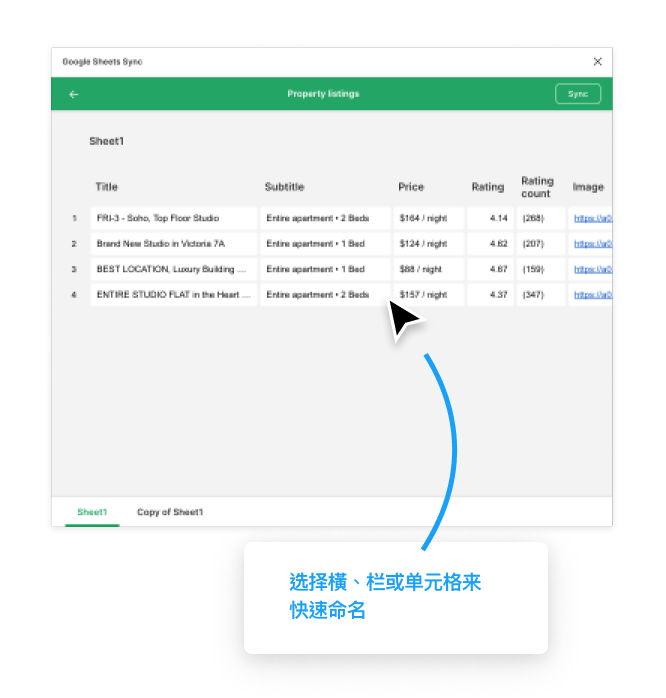 Google Sheets Sync
Property listings
Sync
Sheet1
Title Subtitle Price Rating Rating count Image
1 FRI-3 - Soho, Top Floor Studio Entire apartment • 2 Beds $164 / night 4.14 (268) https://a0
2 Brand New Studio in Victoria 7A Entire apartment • 1 Bed $124 / night 4.62 (207) https://a0
3 BEST LOCATION, Luxury Building .... Entire apartment • 1 Bed $88 / night 4.67 (159) https://a0
4 ENTIRE STUDIO FLAT in the Heart ... Entire apartment • 2 Beds $157 / night 4.37 (347) https://a0
Sheet1 Copy of Sheet1
选择橫、栏或单元格来
快速命名